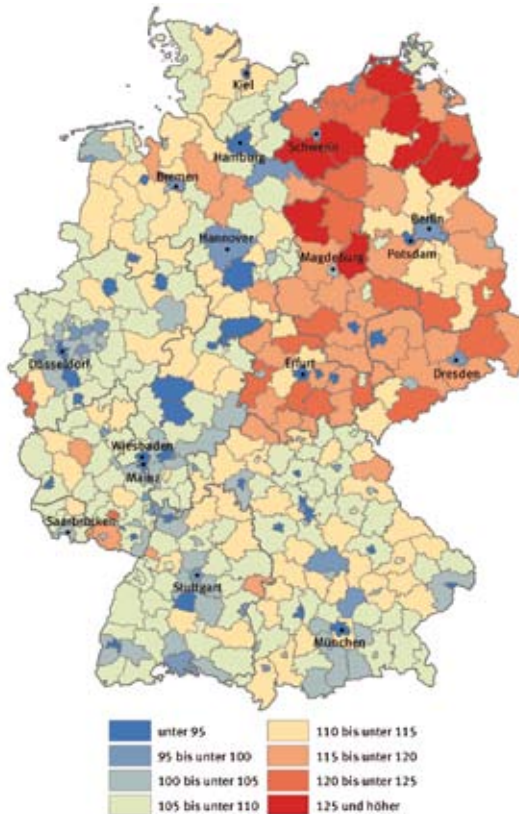 Kiel
Hamburg
Schwerin
Bremen
Berlin
Hannover
Potsdam
Magdeburg
Düsseldorf
Erfurt
Dresden
Wiesbaden
Mainz
Saarbrücken
Stuttgart
München
unter 95
95 bis unter 100
100 bis unter 105
105 bis unter 110
110 bis unter 115
115 bis unter 120
120 bis unter 125
125 und höher